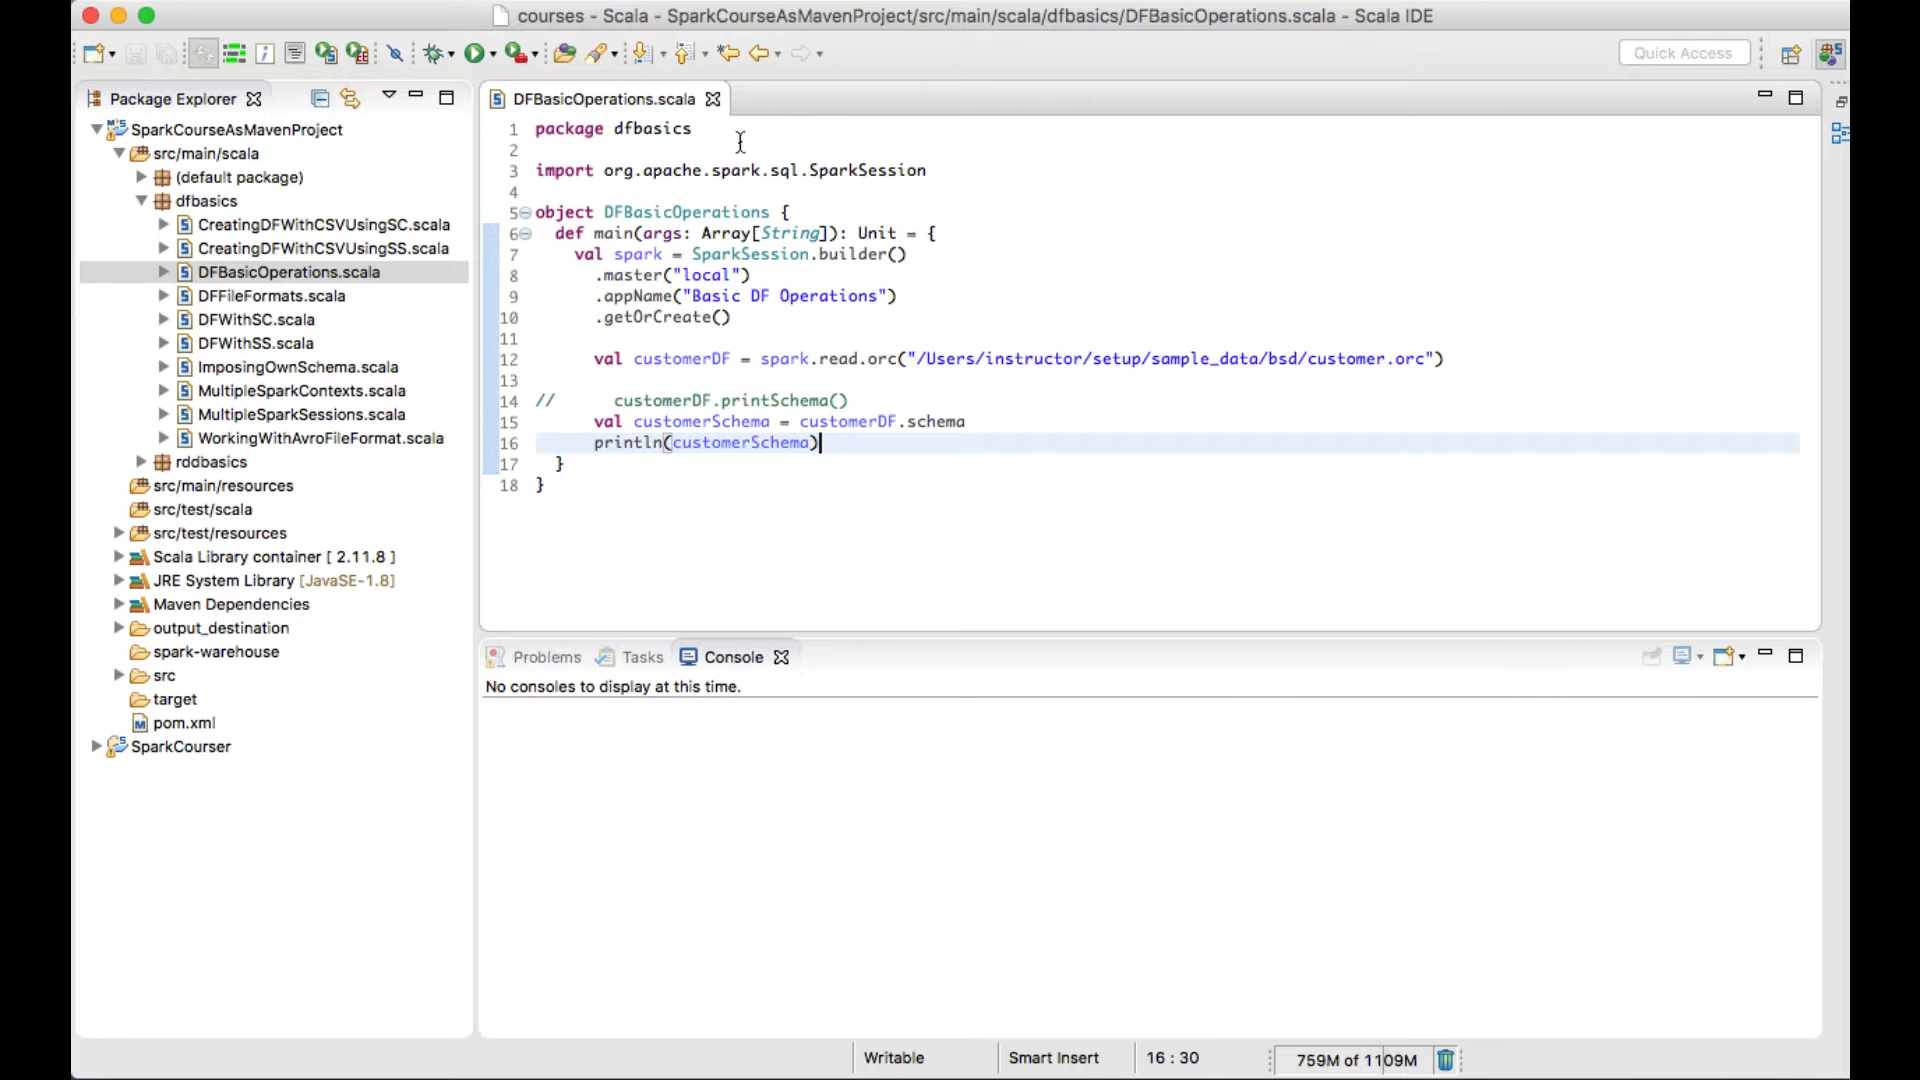 courses - Scala - SparkCourseAsMavenProject/src/main/scala/dfbasics/DFBasicOperations.scala - Scala IDE
Quick Access
Package Explorer
SparkCourseAsMavenProject
src/main/scala
(default package)
dfbasics
CreatingDFWithCSVUsingSC.scala
CreatingDFWithCSVUsingSS.scala
DFBasicOperations.scala
DFFileFormats.scala
DFWithSC.scala
DFWithSS.scala
ImposingOwnSchema.scala
MultipleSparkContexts.scala
MultipleSparkSessions.scala
WorkingWithAvroFileFormat.scala
rddbasics
src/main/resources
src/test/scala
src/test/resources
Scala Library container [ 2.11.8 ]
JRE System Library [JavaSE-1.8]
Maven Dependencies
output_destination
spark-warehouse
src
target
pom.xml
SparkCourser
DFBasicOperations.scala
1 package dfbasics
2
3 import org.apache.spark.sql.SparkSession
4
5 object DFBasicOperations {
6 def main(args: Array[String]): Unit = {
7 val spark = SparkSession.builder()
8 .master("local")
9 .appName("Basic DF Operations")
10 .getOrCreate()
11
12 val customerDF = spark.read.orc("/Users/instructor/setup/sample_data/bsd/customer.orc")
13
14 // customerDF.printSchema()
15 val customerSchema = customerDF.schema
16 println(customerSchema)
17 }
18 }
Problems Tasks Console
No consoles to display at this time.
Writable Smart Insert 16 : 30 759M of 1109M